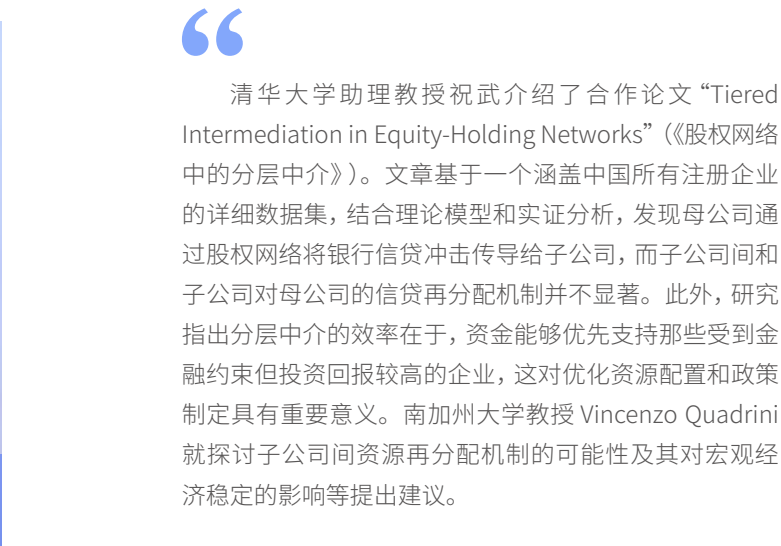 “
清华大学助理教授祝武介绍了合作论文“Tiered
Intermediation in Equity-Holding Networks”（《股权网络
中的分层中介》）。文章基于一个涵盖中国所有注册企业
的详细数据集，结合理论模型和实证分析，发现母公司通
过股权网络将银行信贷冲击传导给子公司，而子公司间和
子公司对母公司的信贷再分配机制并不显著。此外，研究
指出分层中介的效率在于，资金能够优先支持那些受到金
融约束但投资回报较高的企业，这对优化资源配置和政策
制定具有重要意义。南加州大学教授 Vincenzo Quadrini
就探讨子公司间资源再分配机制的可能性及其对宏观经
济稳定的影响等提出建议。